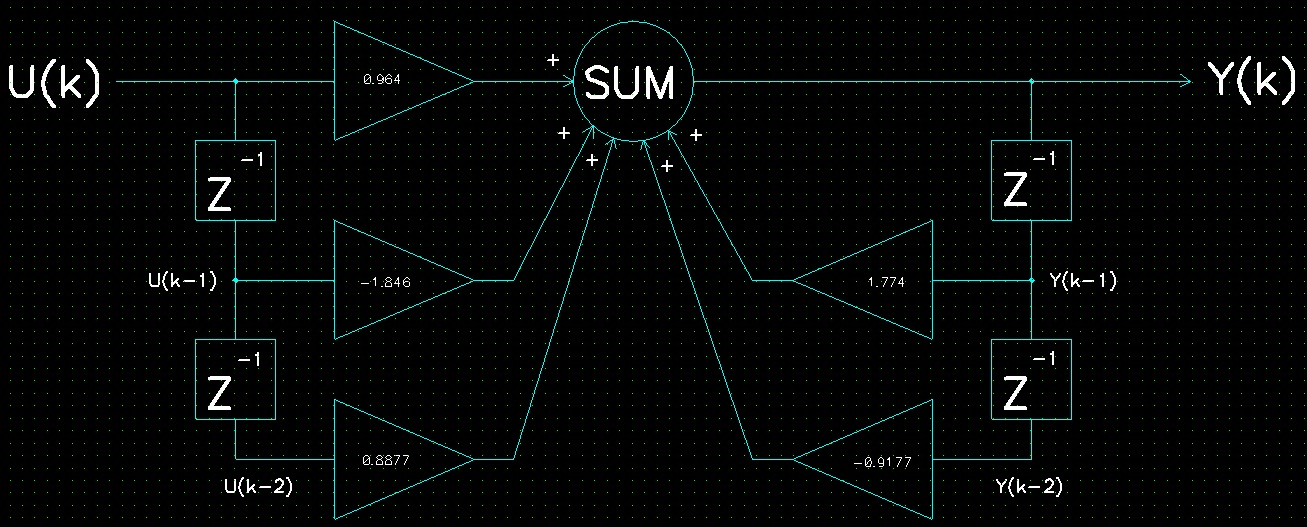 U(k)
0.964
+
SUM
Y(k)
+
+
+
+
Z -1
Z -1
U(k-1)
-1.846
1.774
Y(k-1)
Z -1
Z -1
0.8877
-0.9177
U(k-2)
Y(k-2)